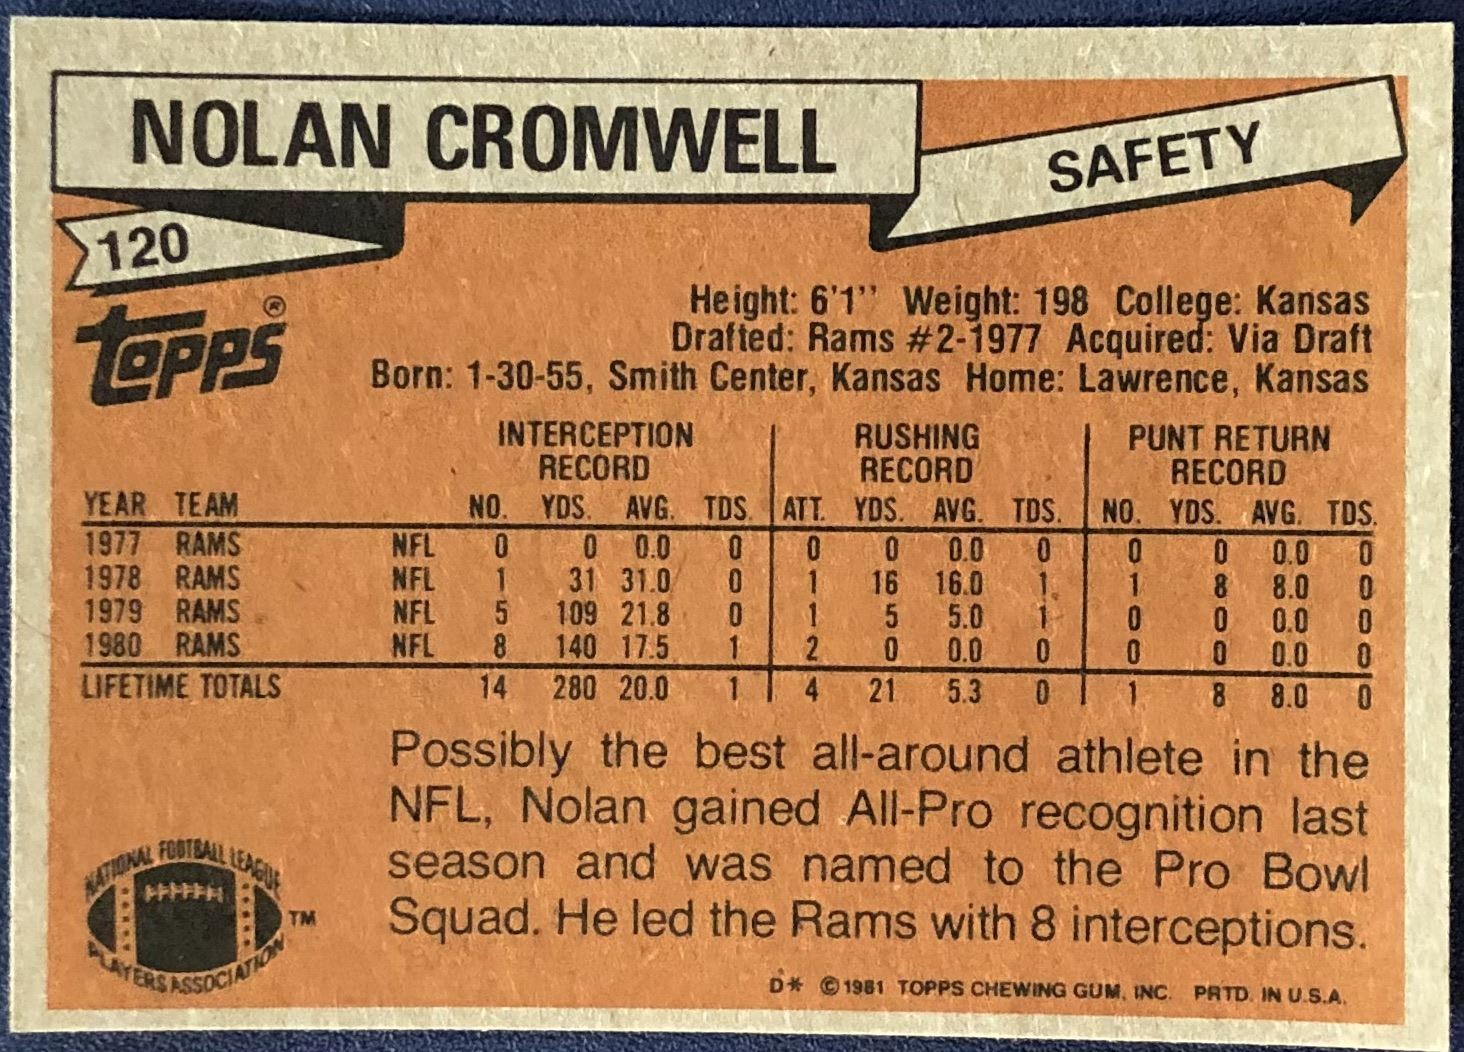 NOLAN CROMWELL
SAFETY
120
TOPPS®
Height: 6'1" Weight: 198 College: Kansas
Drafted: Rams #2-1977 Acquired: Via Draft
Born: 1-30-55, Smith Center, Kansas Home: Lawrence, Kansas
INTERCEPTION RECORD RUSHING RECORD PUNT RETURN RECORD
YEAR TEAM NO. YDS. AVG. TDS. ATT. YDS. AVG. TDS. NO. YDS. AVG. TDS.
1977 RAMS NFL 0 0 0.0 0 0 0 0.0 0 0 0 0.0 0
1978 RAMS NFL 1 31 31.0 0 1 16 16.0 1 1 8 8.0 0
1979 RAMS NFL 5 109 21.8 0 1 5 5.0 1 0 0 0.0 0
1980 RAMS NFL 8 140 17.5 1 2 0 0.0 0 0 0 0.0 0
LIFETIME TOTALS 14 280 20.0 1 4 21 5.3 0 1 8 8.0 0
Possibly the best all-around athlete in the
NFL, Nolan gained All-Pro recognition last
season and was named to the Pro Bowl
Squad. He led the Rams with 8 interceptions.
NATIONAL FOOTBALL LEAGUE
PLAYERS ASSOCIATION
TM
D* ©1981 TOPPS CHEWING GUM, INC. PRTD. IN U.S.A.